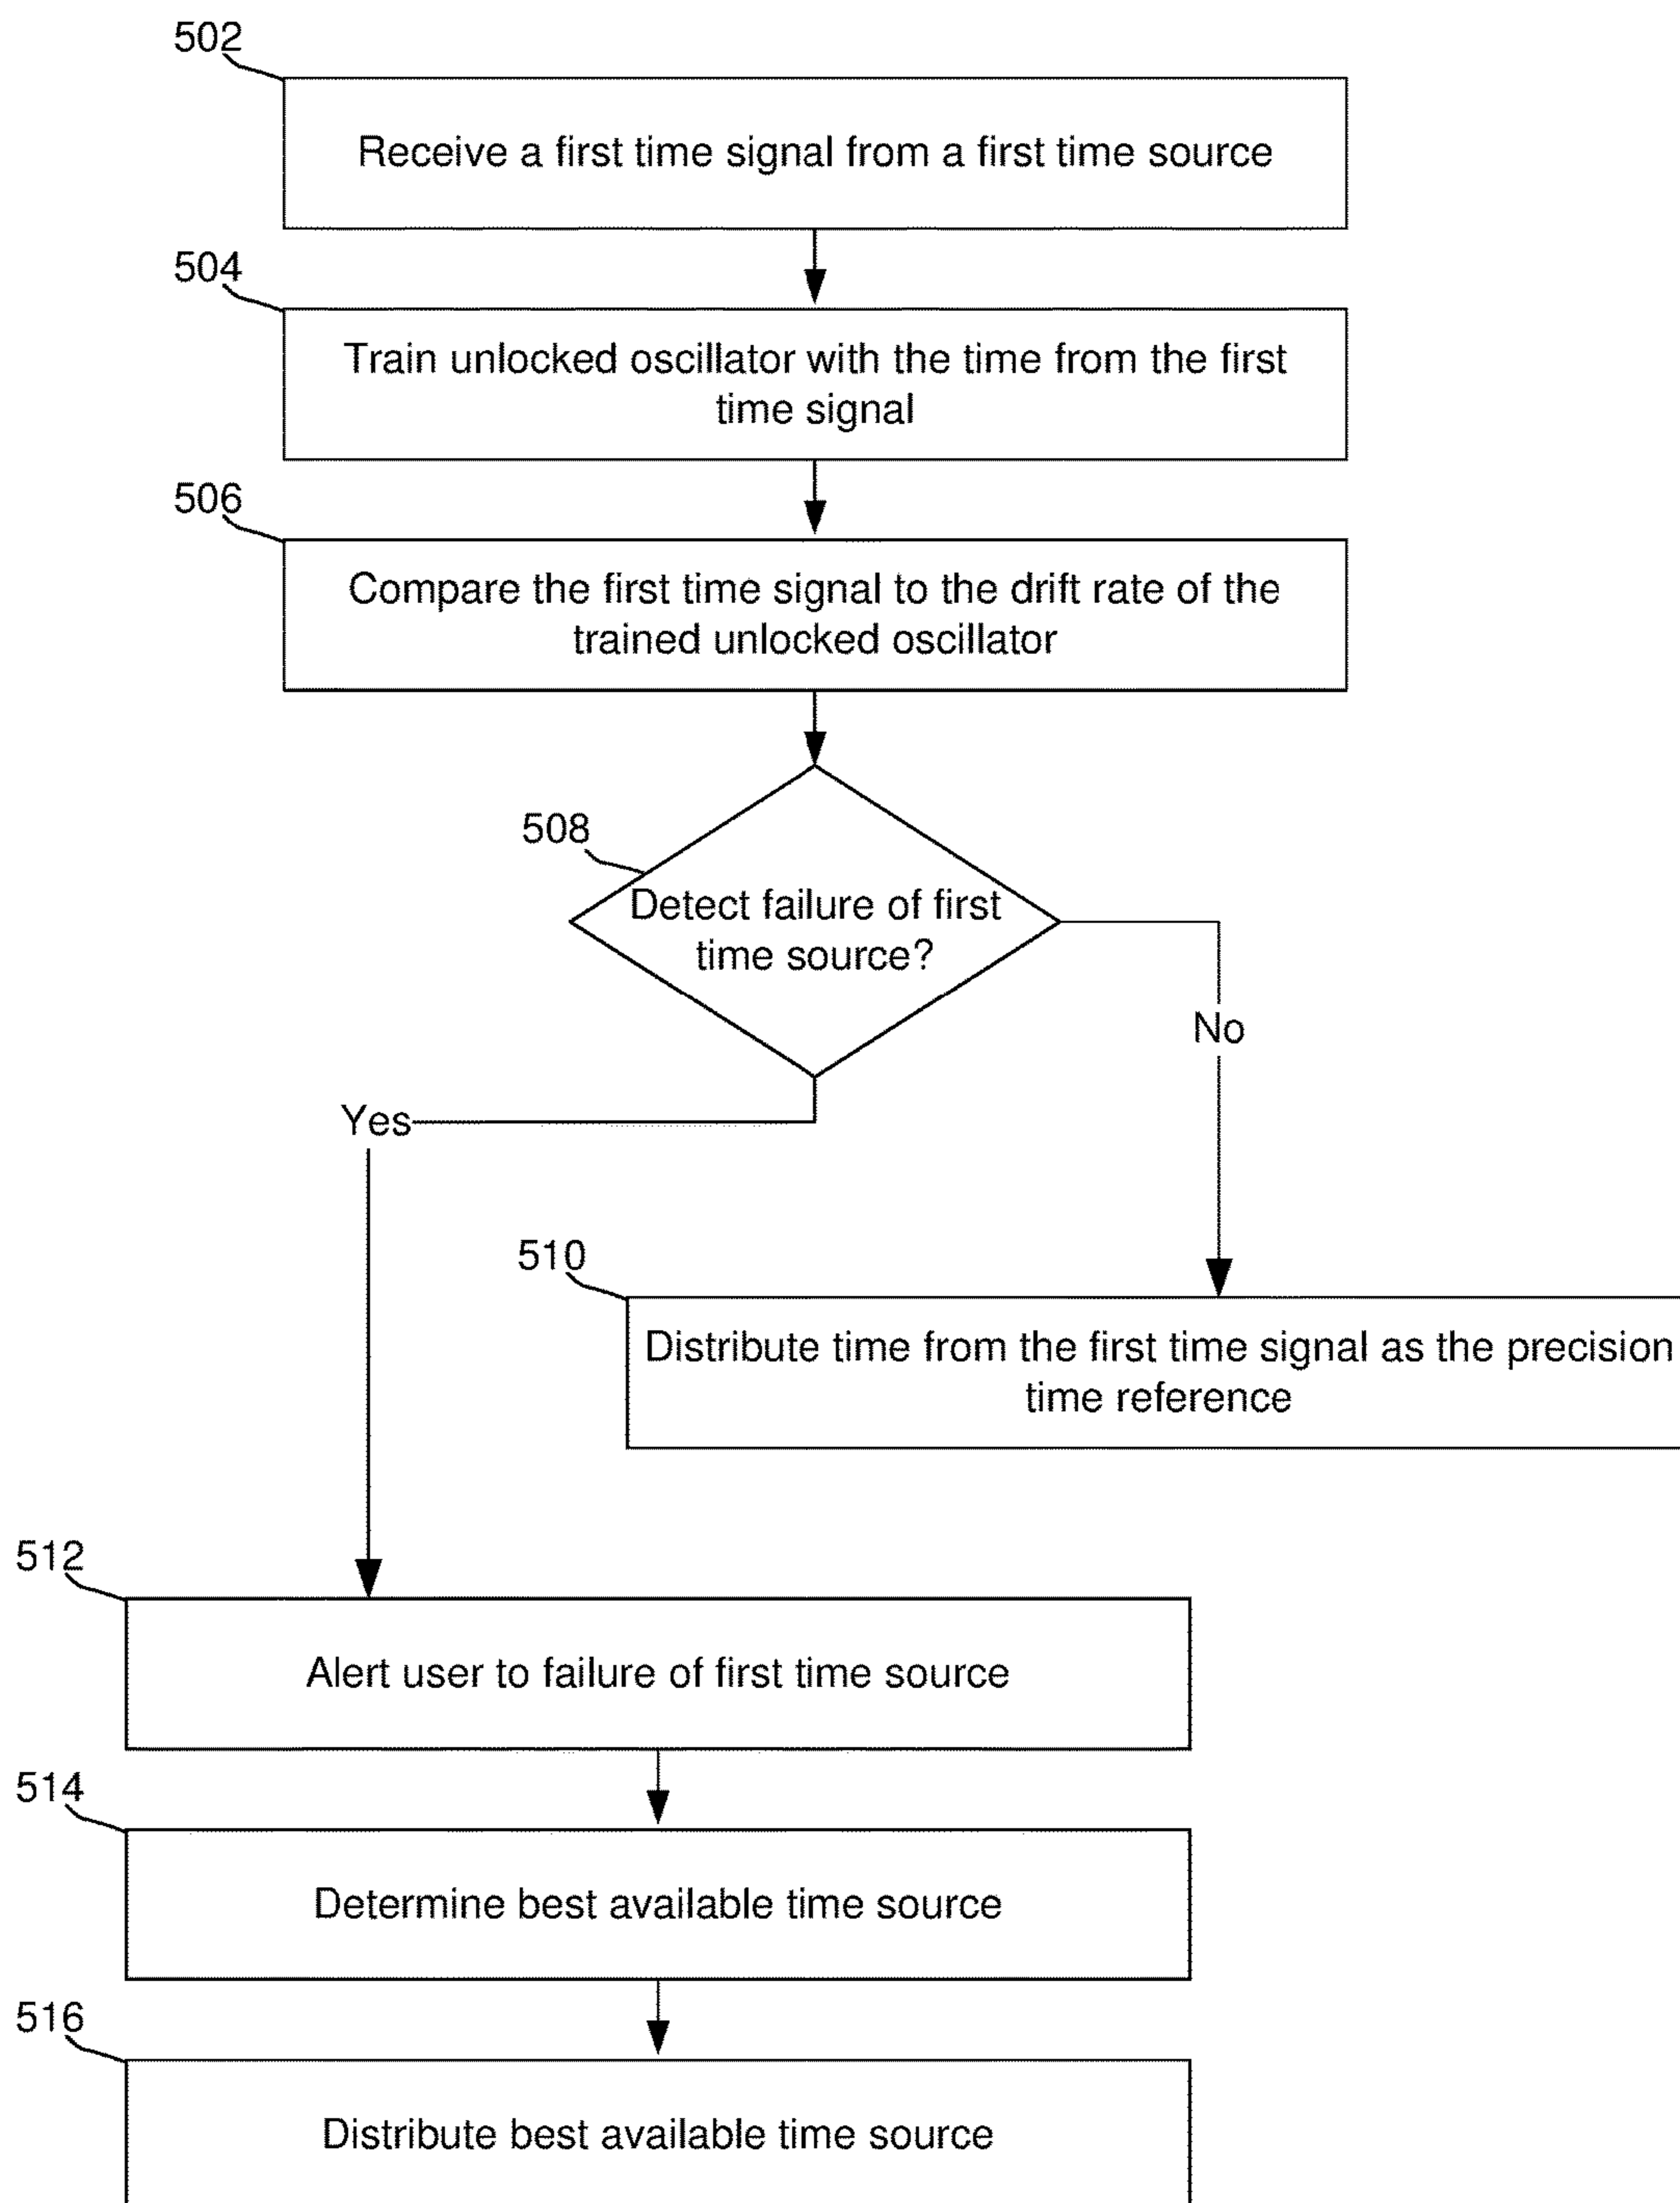 502
Receive a first time signal from a first time source
504
Train unlocked oscillator with the time from the first
time signal
506
Compare the first time signal to the drift rate of the
trained unlocked oscillator
508
Detect failure of first
time source?
No
Yes
510
Distribute time from the first time signal as the precision
time reference
512
Alert user to failure of first time source
514
Determine best available time source
516
Distribute best available time source